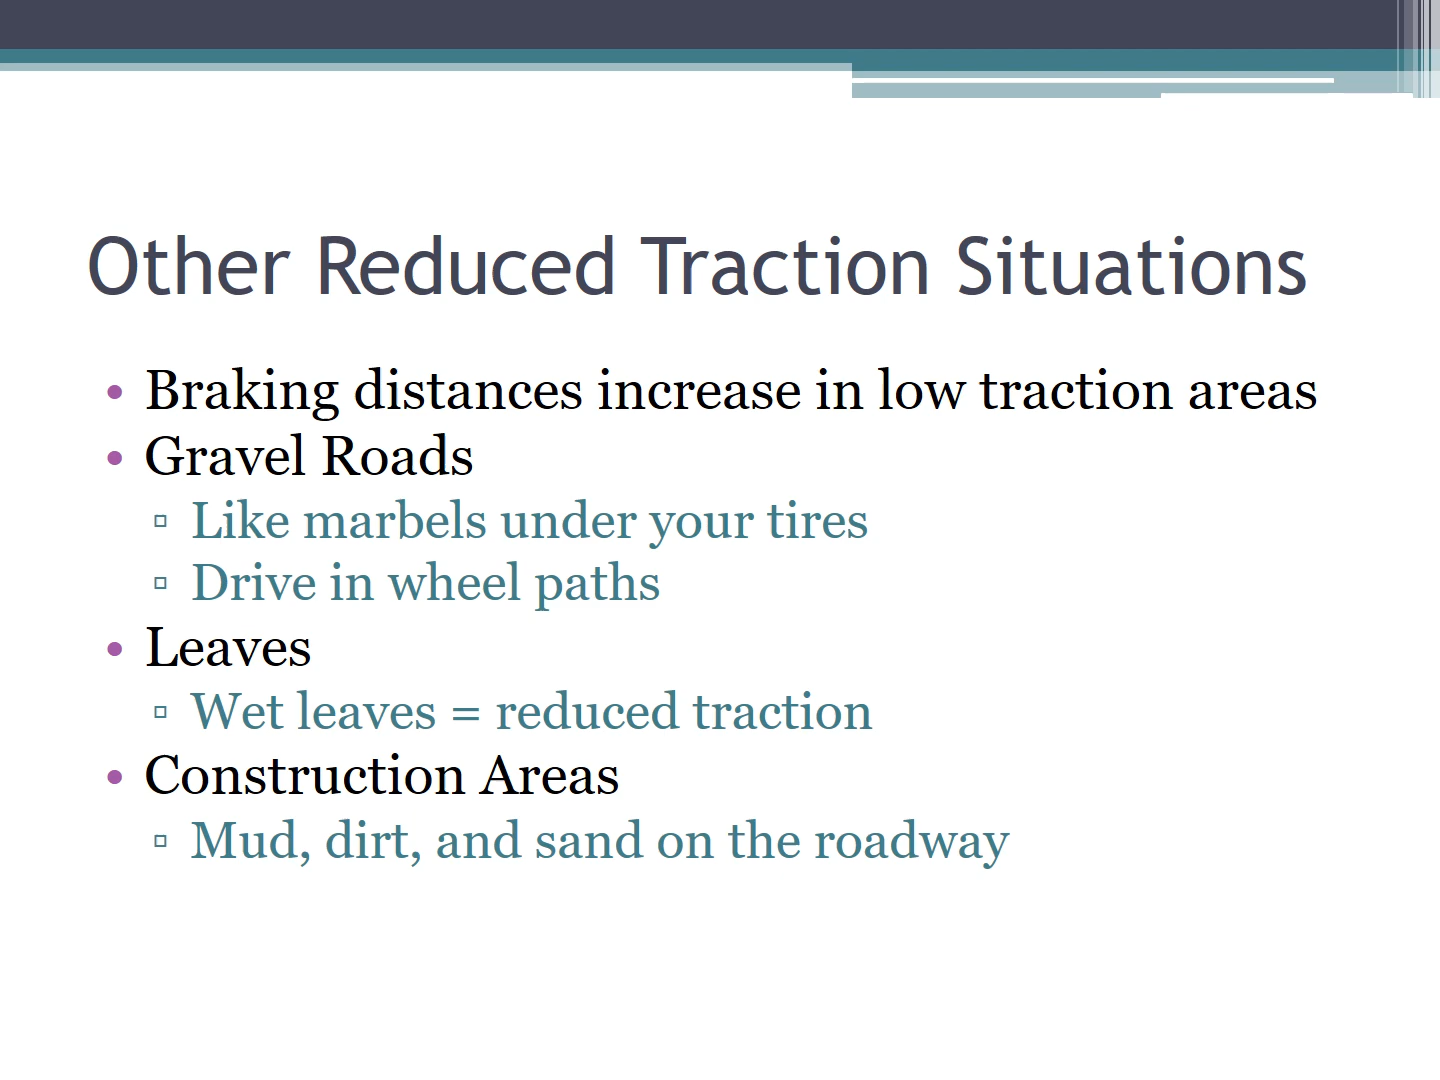 Other Reduced Traction Situations
• Braking distances increase in low traction areas
• Gravel Roads
▫ Like marbels under your tires
▫ Drive in wheel paths
• Leaves
▫ Wet leaves = reduced traction
• Construction Areas
▫ Mud, dirt, and sand on the roadway